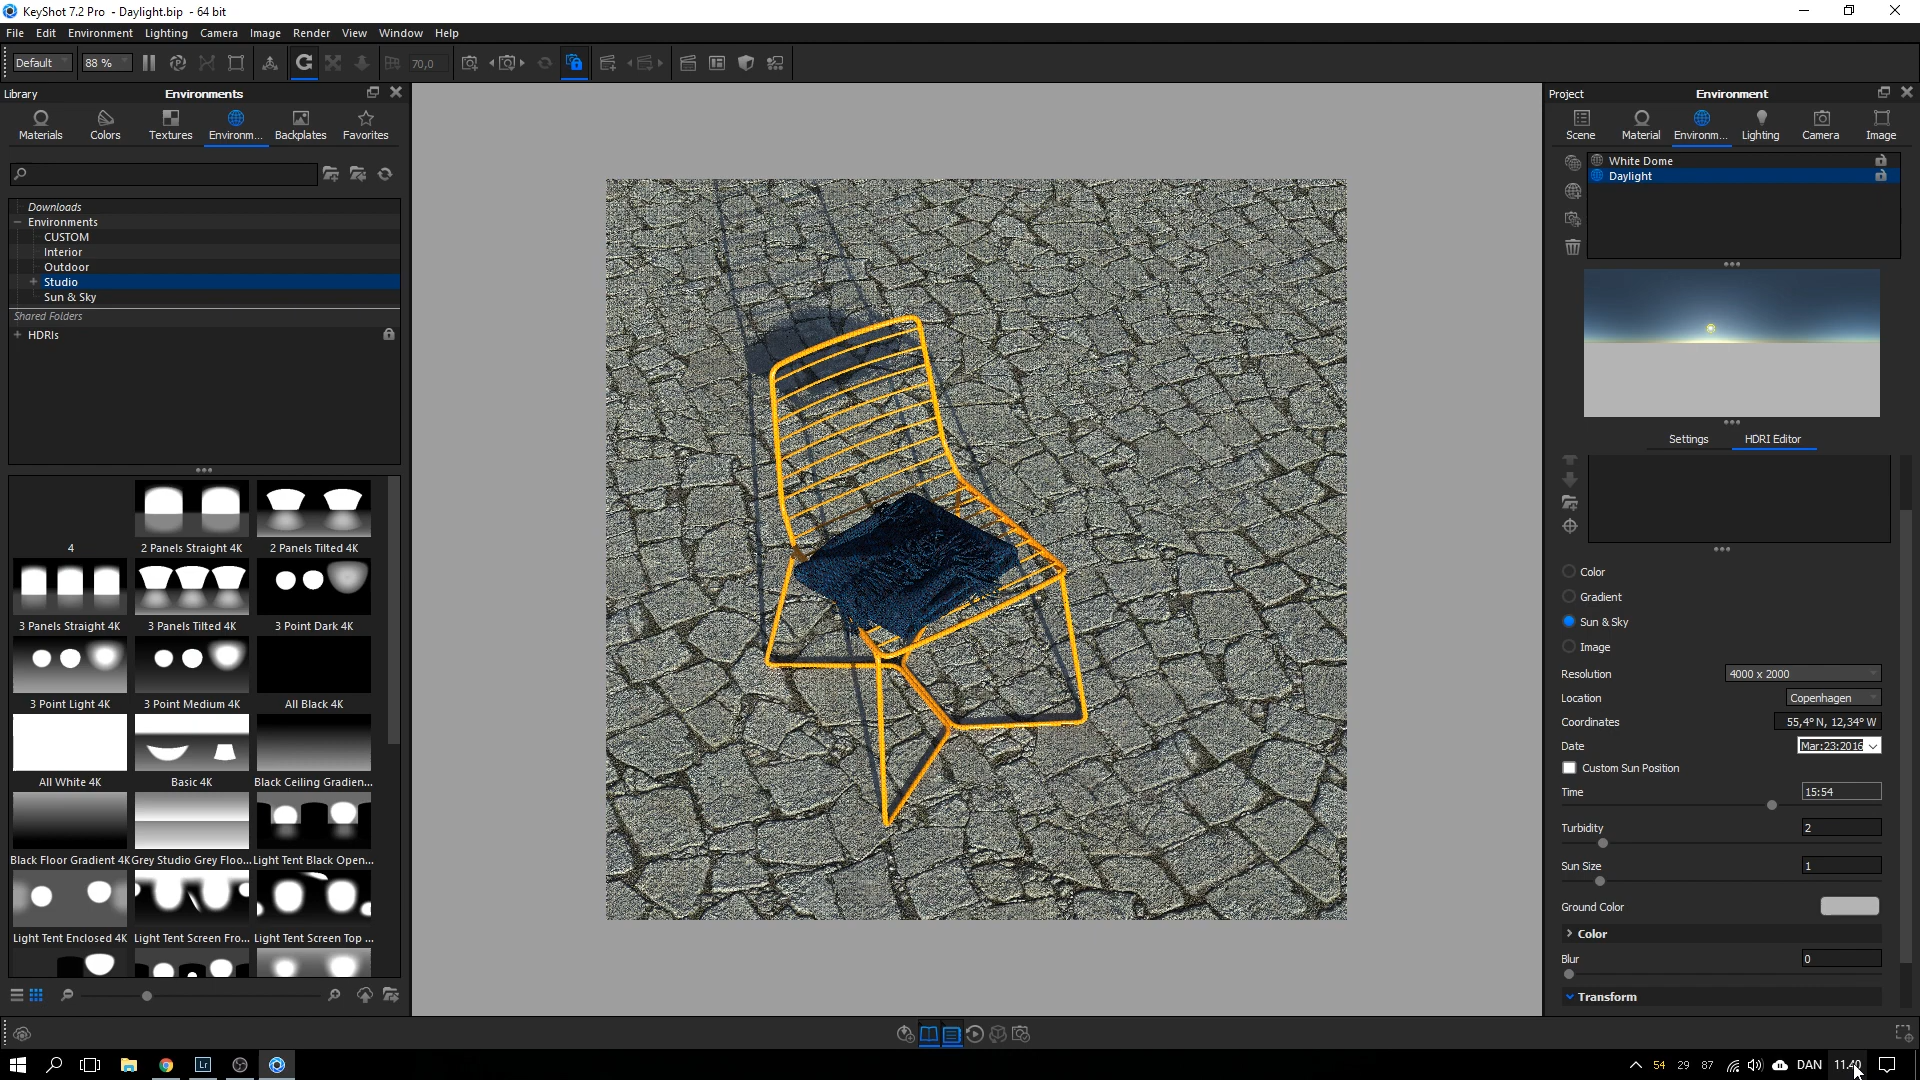 KeyShot 7.2 Pro - Daylight.bip - 64 bit
File Edit Environment Lighting Camera Image Render View Window Help
Default 88 % 70,0
Library Environments
Materials Colors Textures Environm... Backplates Favorites
Downloads
Environments
CUSTOM
Interior
Outdoor
Studio
Sun & Sky
Shared Folders
HDRIs
4 2 Panels Straight 4K 2 Panels Tilted 4K
3 Panels Straight 4K 3 Panels Tilted 4K 3 Point Dark 4K
3 Point Light 4K 3 Point Medium 4K All Black 4K
All White 4K Basic 4K Black Ceiling Gradien...
Black Floor Gradient 4K Grey Studio Grey Floo... Light Tent Black Open...
Light Tent Enclosed 4K Light Tent Screen Fro... Light Tent Screen Top ...
Project Environment
Scene Material Environm... Lighting Camera Image
White Dome
Daylight
Settings HDRI Editor
Color
Gradient
Sun & Sky
Image
Resolution 4000 x 2000
Location Copenhagen
Coordinates 55,4° N, 12,34° W
Date Mar:23:2016
Custom Sun Position
Time 15:54
Turbidity 2
Sun Size 1
Ground Color
Color
Blur 0
Transform
Lr 54 29 87 DAN 11.40